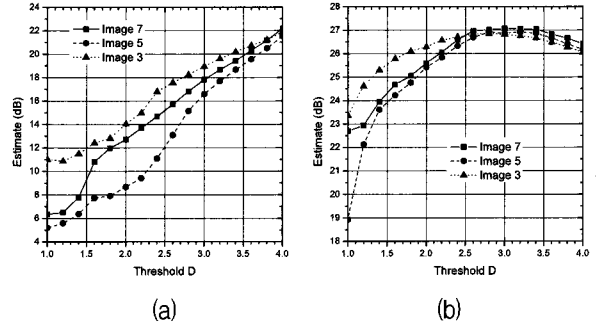 24
22
20
18
16
14
12
10
8
6
4
Estimate (dB)
Image 7
Image 5
Image 3
1.0 1.5 2.0 2.5 3.0 3.5 4.0
Threshold D
(a)
28
27
26
25
24
23
22
21
20
19
18
Estimate (dB)
Image 7
Image 5
Image 3
1.0 1.5 2.0 2.5 3.0 3.5 4.0
Threshold D
(b)